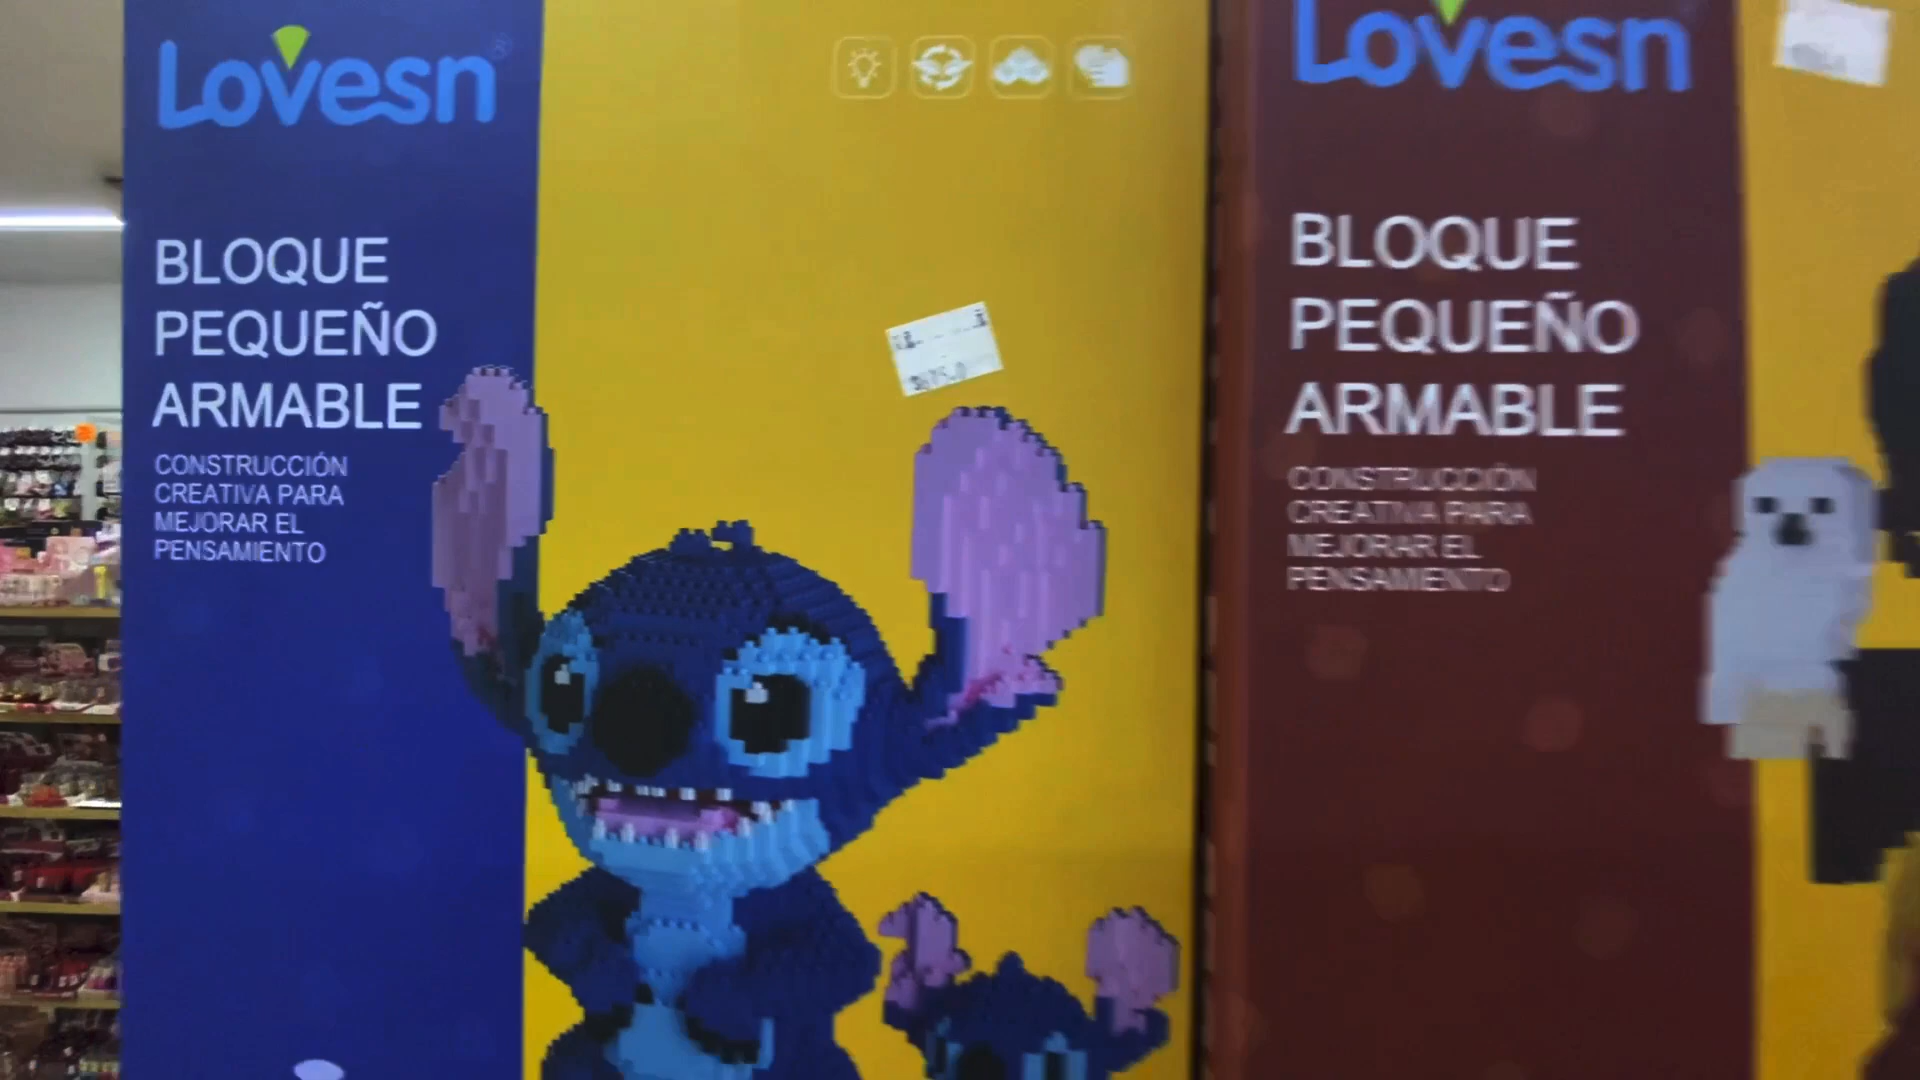 Lovesn
BLOQUE
PEQUEÑO
ARMABLE
CONSTRUCCIÓN
CREATIVA PARA
MEJORAR EL
PENSAMIENTO
Lovesn
BLOQUE
PEQUEÑO
ARMABLE
CONSTRUCCIÓN
CREATIVA PARA
MEJORAR EL
PENSAMIENTO